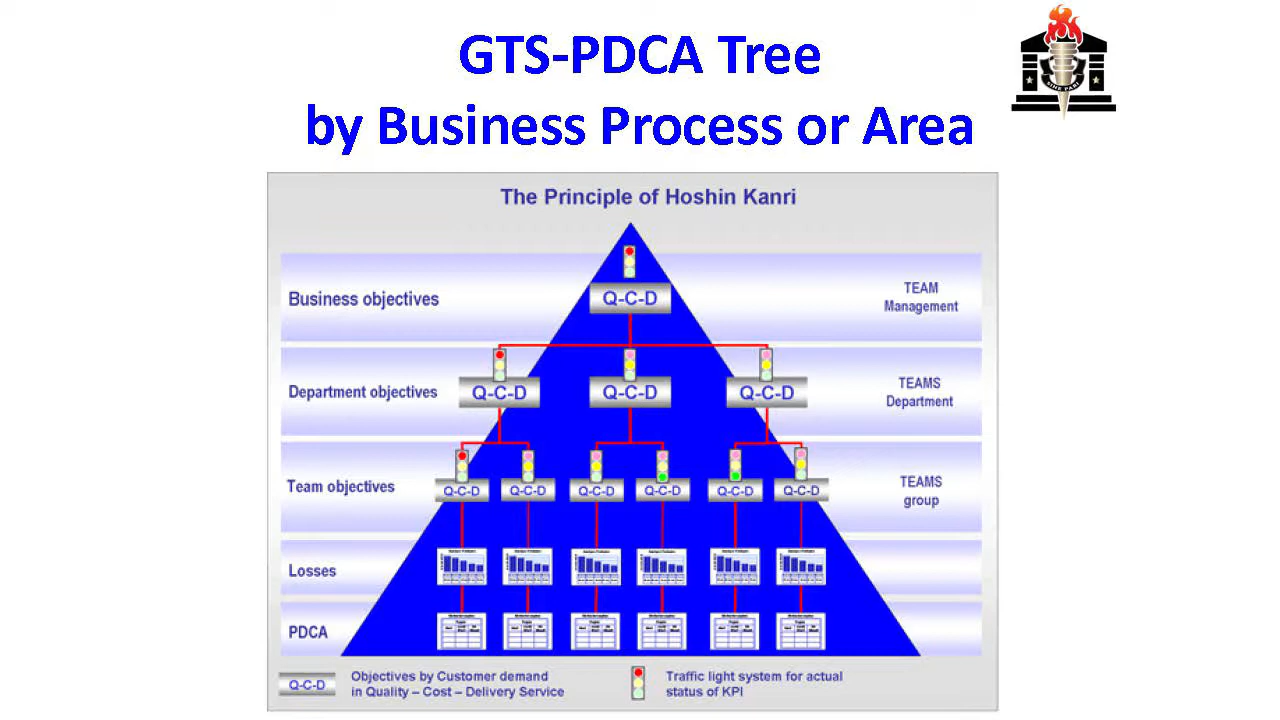 GTS-PDCA Tree
by Business Process or Area
The Principle of Hoshin Kanri
Business objectives
Q-C-D
TEAM
Management
Department objectives
Q-C-D
Q-C-D
Q-C-D
TEAMS
Department
Team objectives
Q-C-D
Q-C-D
Q-C-D
Q-C-D
Q-C-D
Q-C-D
TEAMS
group
Losses
PDCA
Q-C-D
Objectives by Customer demand
in Quality – Cost – Delivery Service
Traffic light system for actual
status of KPI